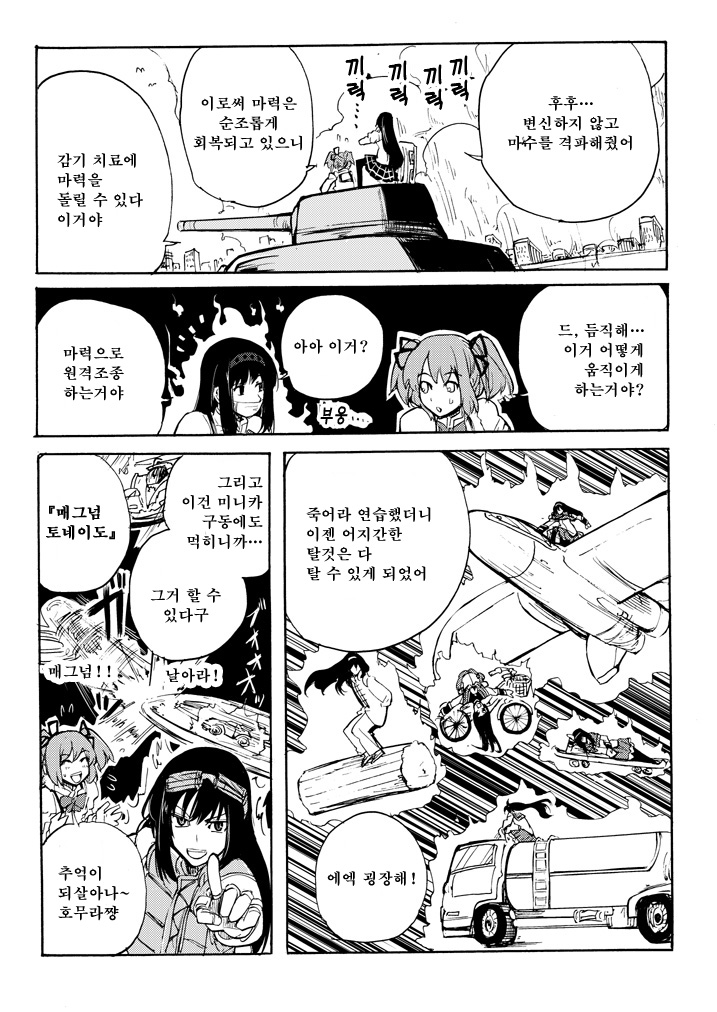 후후…
변신하지 않고
마수를 격파해줬어
끼
릭
끼
릭
끼
릭
끼
릭
이로써 마력은
순조롭게
회복되고 있으니
감기 치료에
마력을
돌릴 수 있다
이거야
드, 듬직해…
이거 어떻게
움직이게
하는거야?
아아 이거?
부웅…
마력으로
원격조종
하는거야
죽어라 연습했더니
이젠 어지간한
탈것은 다
탈 수 있게 되었어
에엑 굉장해!
그리고
이건 미니카
구동에도
먹히니까…
『매그넘
토네이도』
그거 할 수
있다구
매그넘!!
날아라!
추억이
되살아나~
호무라쨩